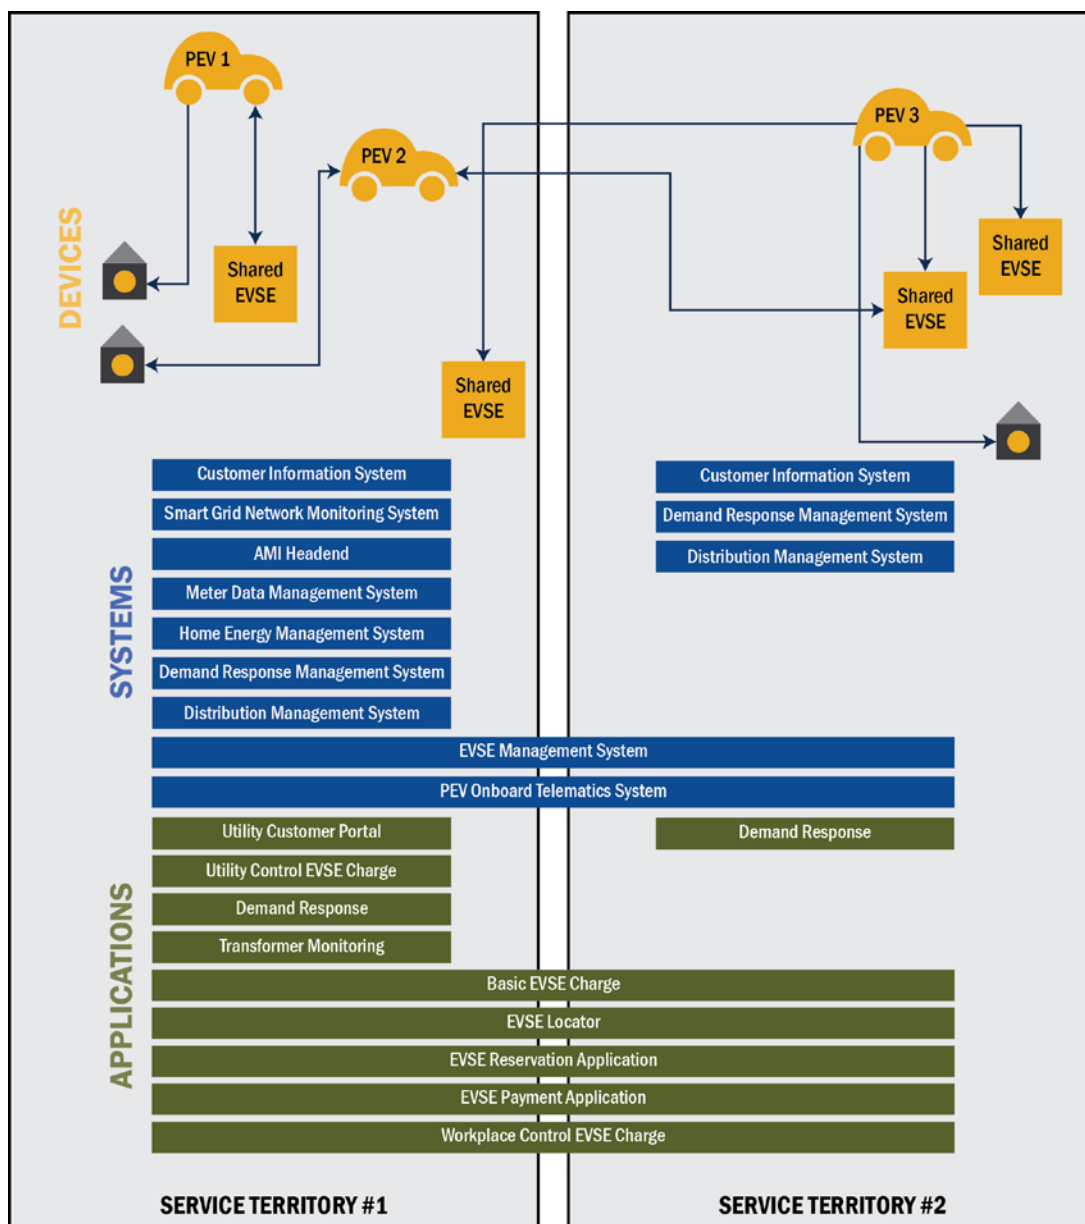 PEV 1
PEV 2
PEV 3
DEVICES
Shared
EVSE
Shared
EVSE
Shared
EVSE
Shared
EVSE
SYSTEMS
Customer Information System
Smart Grid Network Monitoring System
AMI Headend
Meter Data Management System
Home Energy Management System
Demand Response Management System
Distribution Management System
Customer Information System
Demand Response Management System
Distribution Management System
EVSE Management System
PEV Onboard Telematics System
APPLICATIONS
Utility Customer Portal
Utility Control EVSE Charge
Demand Response
Transformer Monitoring
Demand Response
Basic EVSE Charge
EVSE Locator
EVSE Reservation Application
EVSE Payment Application
Workplace Control EVSE Charge
SERVICE TERRITORY #1
SERVICE TERRITORY #2